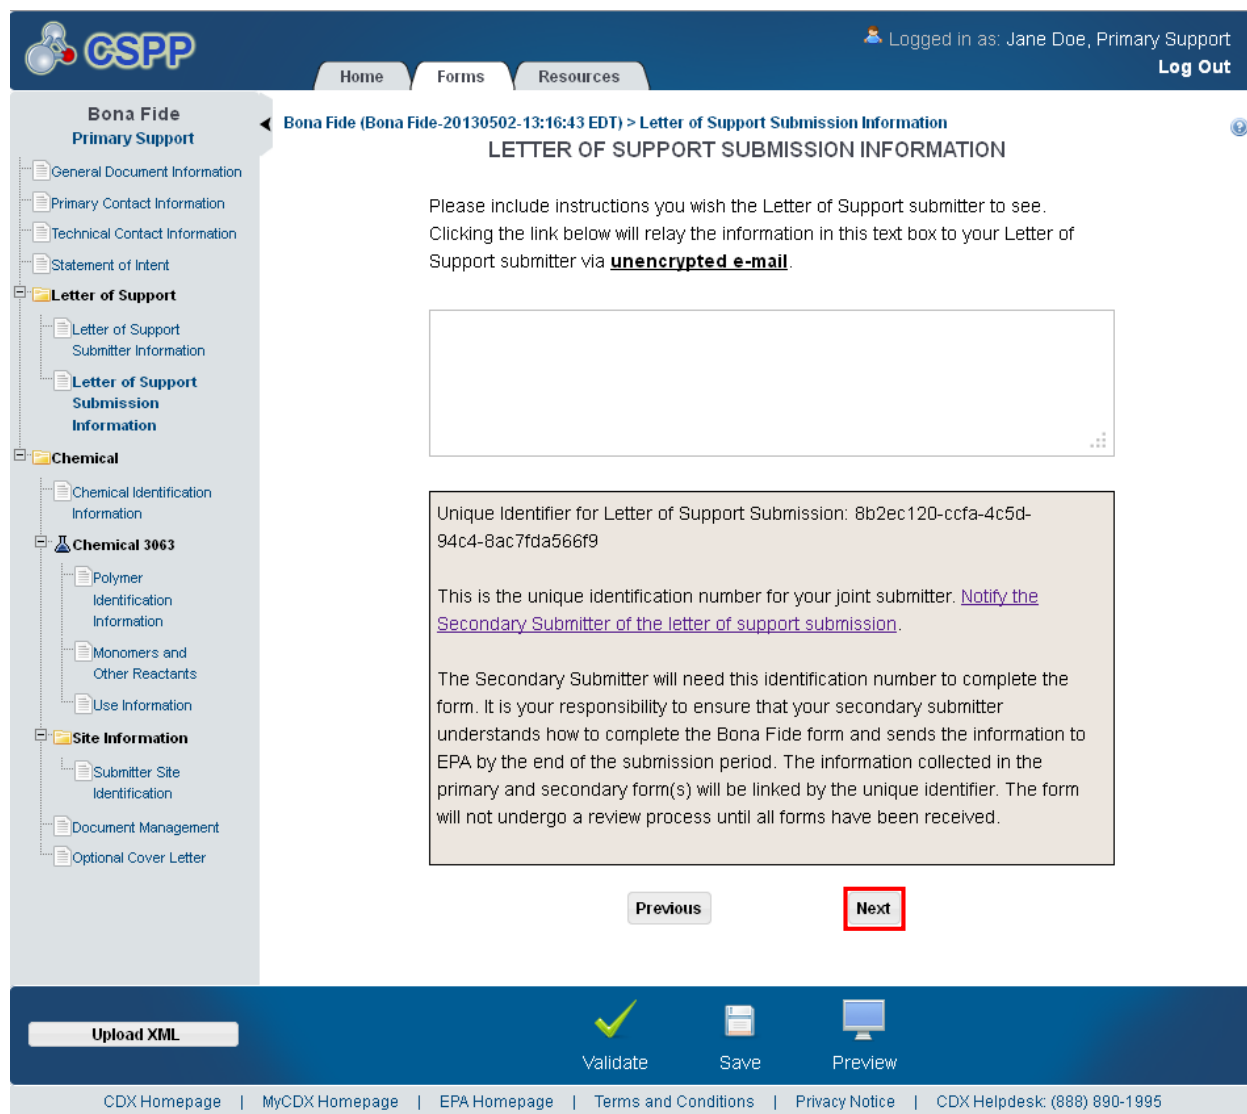 CSPP
Logged in as: Jane Doe, Primary Support
Log Out
Home
Forms
Resources
Bona Fide
Primary Support
General Document Information
Primary Contact Information
Technical Contact Information
Statement of Intent
Letter of Support
Letter of Support
Submitter Information
Letter of Support
Submission
Information
Chemical
Chemical Identification
Information
Chemical 3063
Polymer
Identification
Information
Monomers and
Other Reactants
Use Information
Site Information
Submitter Site
Identification
Document Management
Optional Cover Letter
Bona Fide (Bona Fide-20130502-13:16:43 EDT) > Letter of Support Submission Information
LETTER OF SUPPORT SUBMISSION INFORMATION
Please include instructions you wish the Letter of Support submitter to see.
Clicking the link below will relay the information in this text box to your Letter of
Support submitter via unencrypted e-mail.
Unique Identifier for Letter of Support Submission: 8b2ec120-ccfa-4c5d-
94c4-8ac7fda566f9
This is the unique identification number for your joint submitter. Notify the
Secondary Submitter of the letter of support submission.
The Secondary Submitter will need this identification number to complete the
form. It is your responsibility to ensure that your secondary submitter
understands how to complete the Bona Fide form and sends the information to
EPA by the end of the submission period. The information collected in the
primary and secondary form(s) will be linked by the unique identifier. The form
will not undergo a review process until all forms have been received.
Previous
Next
Upload XML
Validate
Save
Preview
CDX Homepage | MyCDX Homepage | EPA Homepage | Terms and Conditions | Privacy Notice | CDX Helpdesk: (888) 890-1995